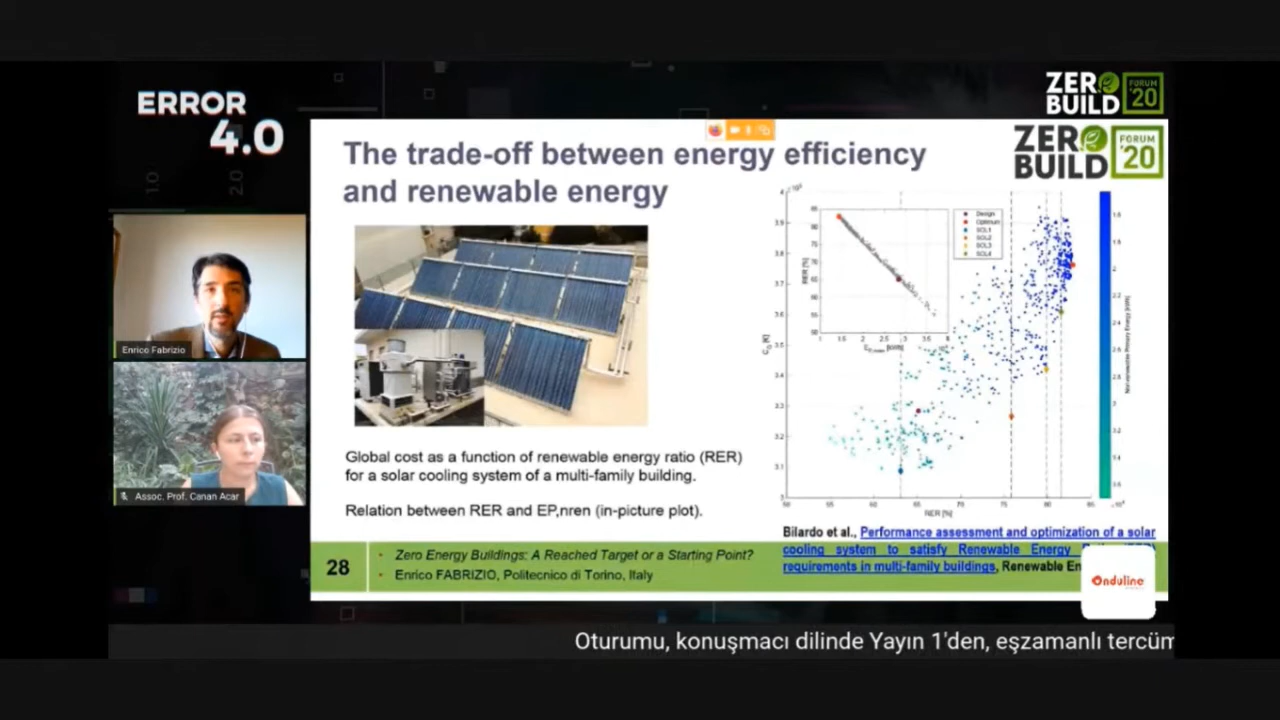 ERROR
4.0
1.0
2.0
ZERO
BUILD
FORUM
'20
ZERO
BUILD
FORUM
'20
The trade-off between energy efficiency
and renewable energy
Enrico Fabrizio
Assoc. Prof. Canan Acar
Design
Optimum
SOL1
SOL2
SOL3
SOL4
RER [%]
RER [%]
Global cost as a function of renewable energy ratio (RER)
for a solar cooling system of a multi-family building.
Relation between RER and EP,nren (in-picture plot).
Bilardo et al., Performance assessment and optimization of a solar
cooling system to satisfy Renewable Energy
requirements in multi-family buildings, Renewable En
28
• Zero Energy Buildings: A Reached Target or a Starting Point?
• Enrico FABRIZIO, Politecnico di Torino, Italy
Onduline
Oturumu, konuşmacı dilinde Yayın 1'den, eşzamanlı tercüm